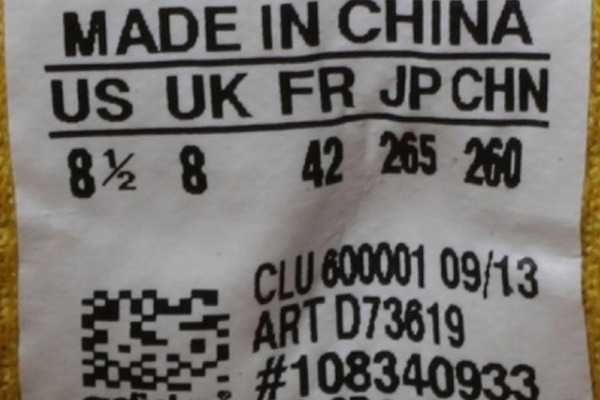 MADE IN CHINA
US UK FR JP CHN
8½ 8 42 265 260
CLU 600001 09/13
ART D73619
#108340933